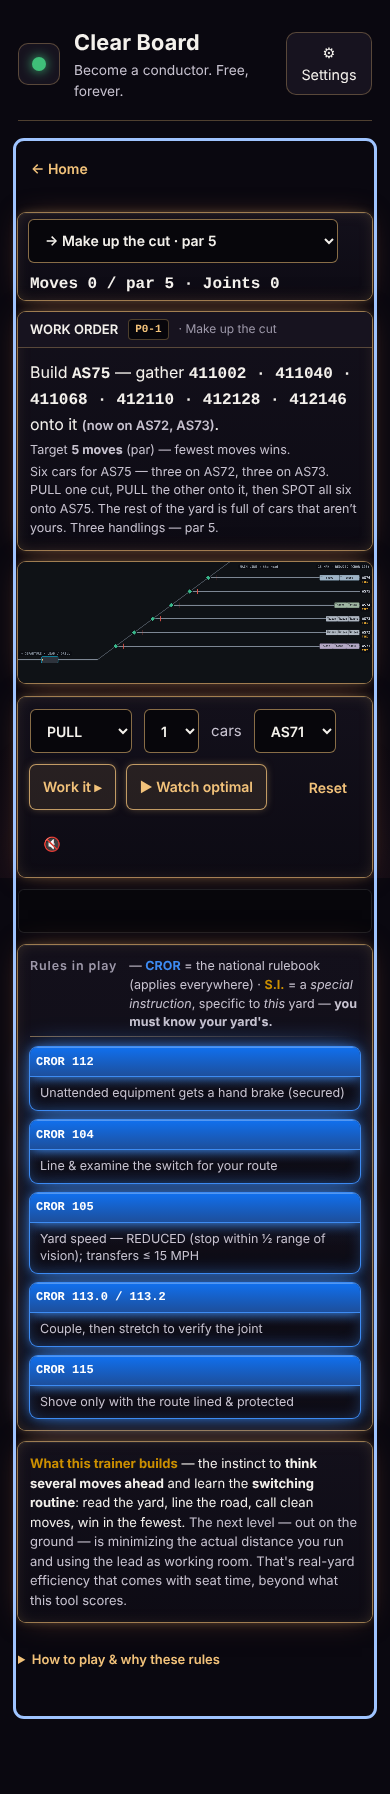 Clear Board
Become a conductor. Free,
forever.
⚙
Settings
← Home
→ Make up the cut · par 5
Moves 0 / par 5 · Joints 0
WORK ORDER P0-1 · Make up the cut
Build AS75 — gather 411002 · 411040 ·
411068 · 412110 · 412128 · 412146
onto it (now on AS72, AS73).
Target 5 moves (par) — fewest moves wins.
Six cars for AS75 — three on AS72, three on AS73.
PULL one cut, PULL the other onto it, then SPOT all six
onto AS75. The rest of the yard is full of cars that aren't
yours. Three handlings — par 5.
PULL 1 cars AS71
Work it ▸ ▶ Watch optimal Reset
Rules in play — CROR = the national rulebook
(applies everywhere) · S.I. = a special
instruction, specific to this yard — you
must know your yard's.
CROR 112
Unattended equipment gets a hand brake (secured)
CROR 104
Line & examine the switch for your route
CROR 105
Yard speed — REDUCED (stop within ½ range of
vision); transfers ≤ 15 MPH
CROR 113.0 / 113.2
Couple, then stretch to verify the joint
CROR 115
Shove only with the route lined & protected
What this trainer builds — the instinct to think
several moves ahead and learn the switching
routine: read the yard, line the road, call clean
moves, win in the fewest. The next level — out on the
ground — is minimizing the actual distance you run
and using the lead as working room. That's real-yard
efficiency that comes with seat time, beyond what
this tool scores.
▶ How to play & why these rules